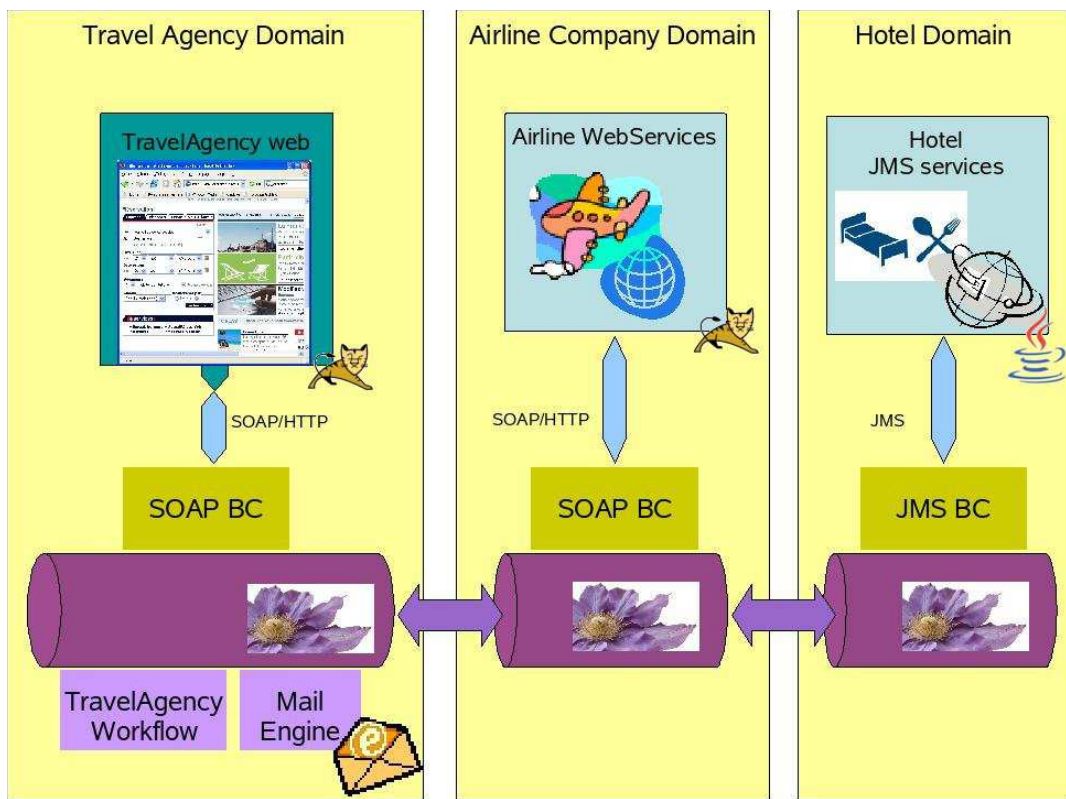 Travel Agency Domain
Airline Company Domain
Hotel Domain
TravelAgency web
Airline WebServices
Hotel
JMS services
SOAP/HTTP
SOAP/HTTP
JMS
SOAP BC
SOAP BC
JMS BC
TravelAgency
Workflow
Mail
Engine